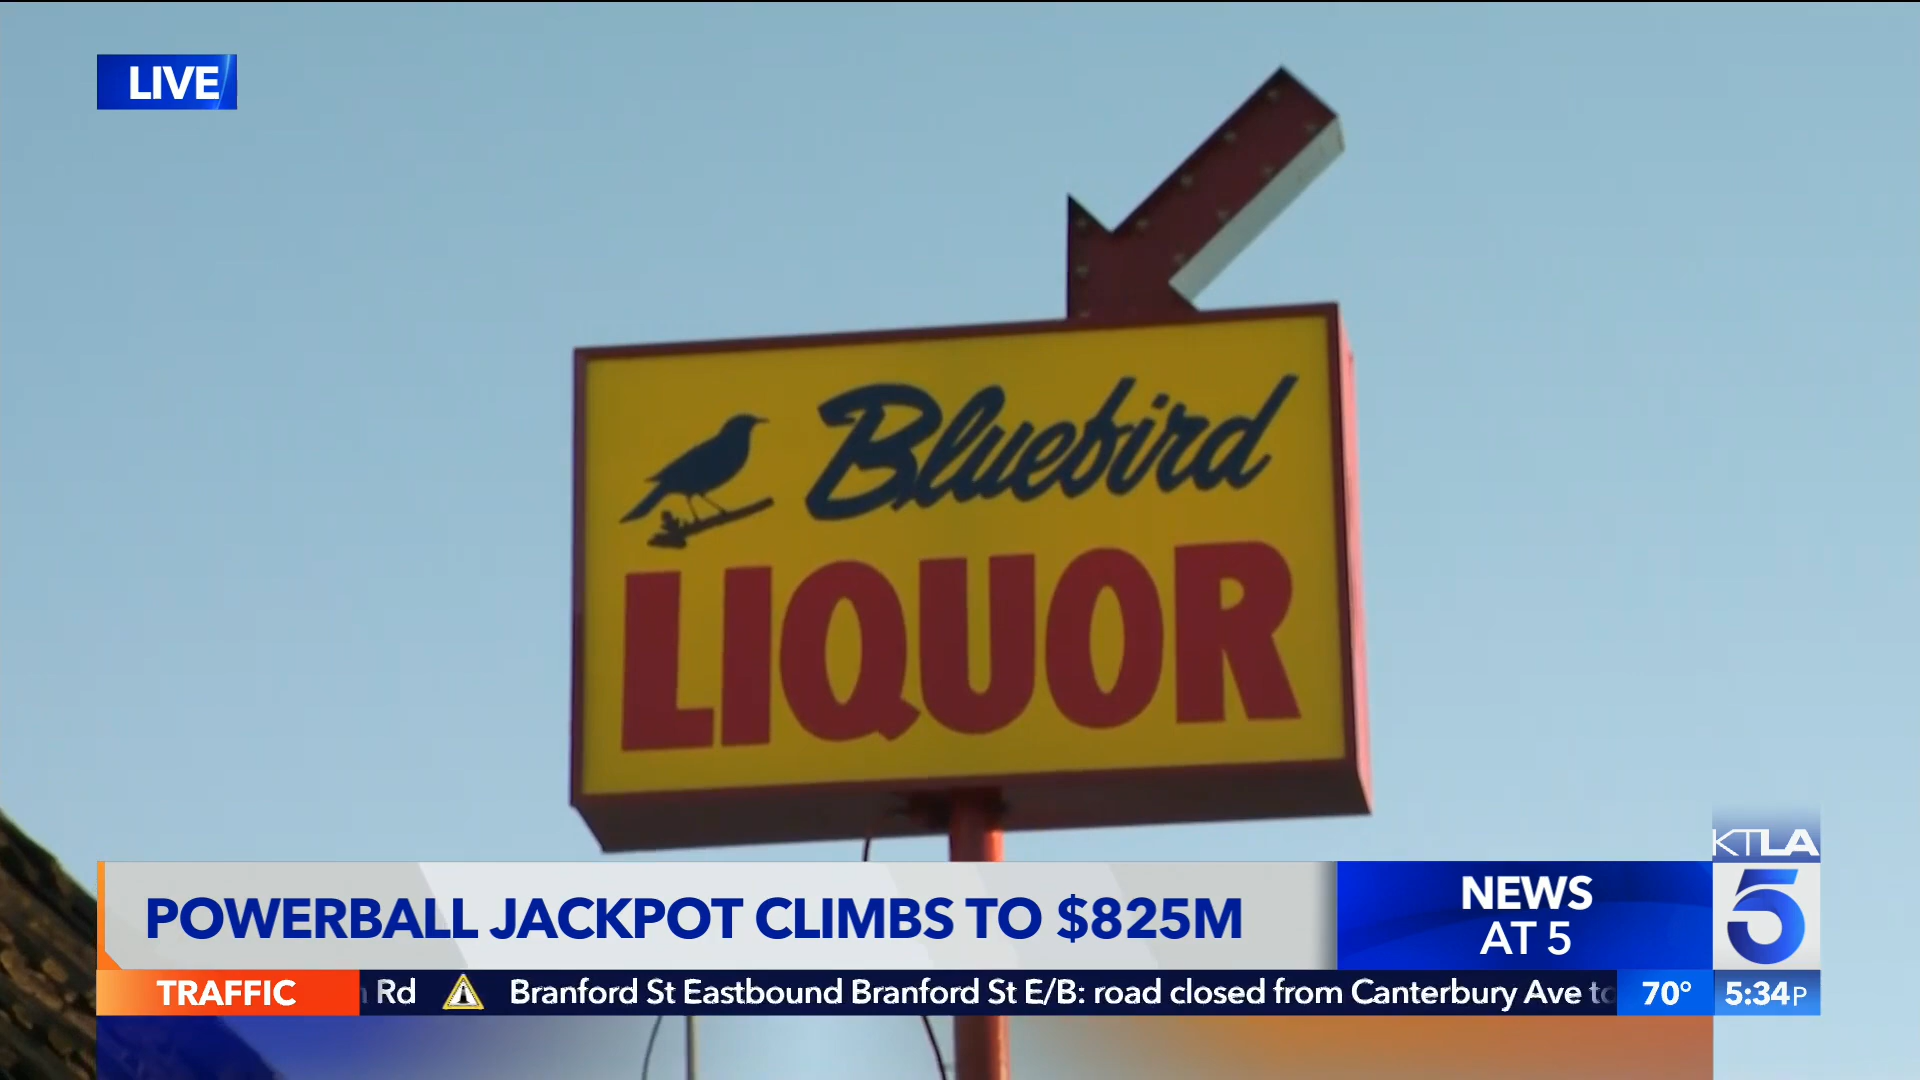 LIVE
Bluebird
LIQUOR
KTLA
5
POWERBALL JACKPOT CLIMBS TO $825M
NEWS
AT 5
TRAFFIC
Rd
Branford St Eastbound Branford St E/B: road closed from Canterbury Ave
70°
5:34P